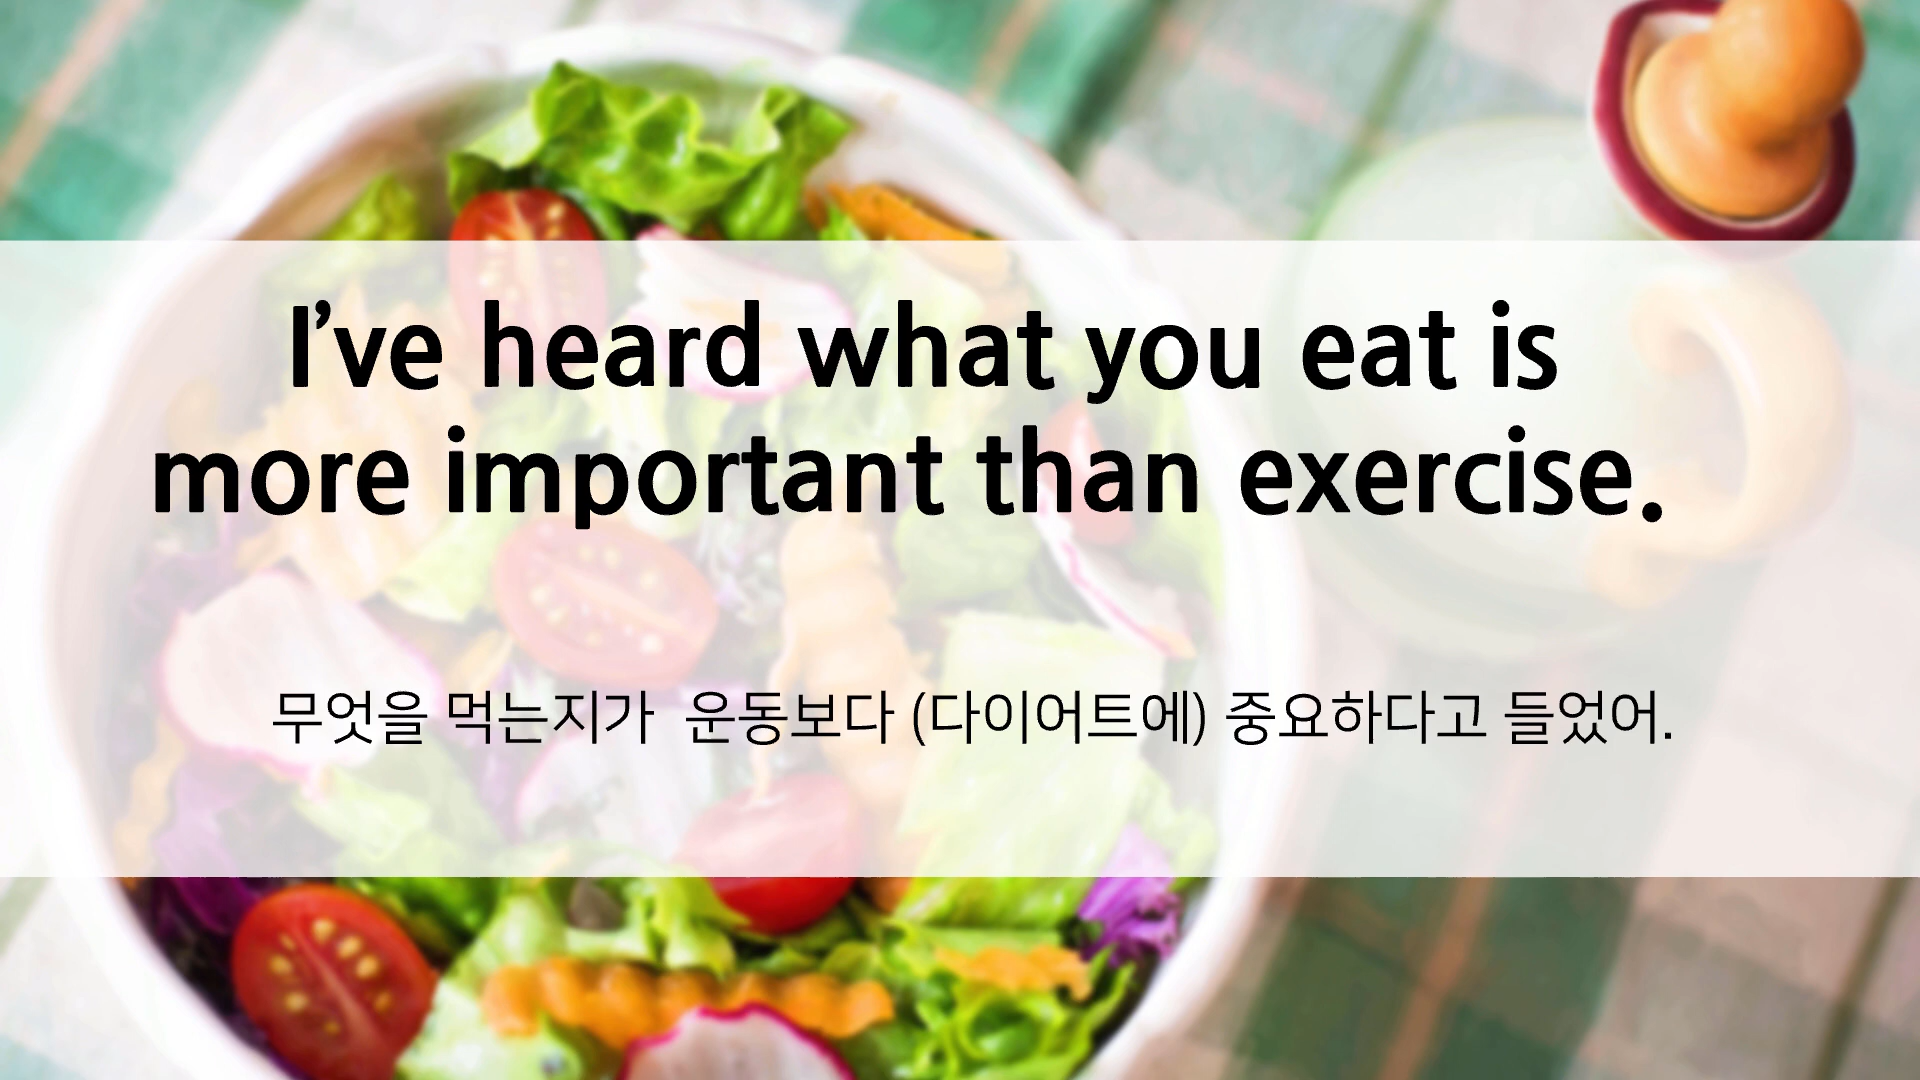 I've heard what you eat is
more important than exercise.
무엇을 먹는지가 운동보다 (다이어트에) 중요하다고 들었어.